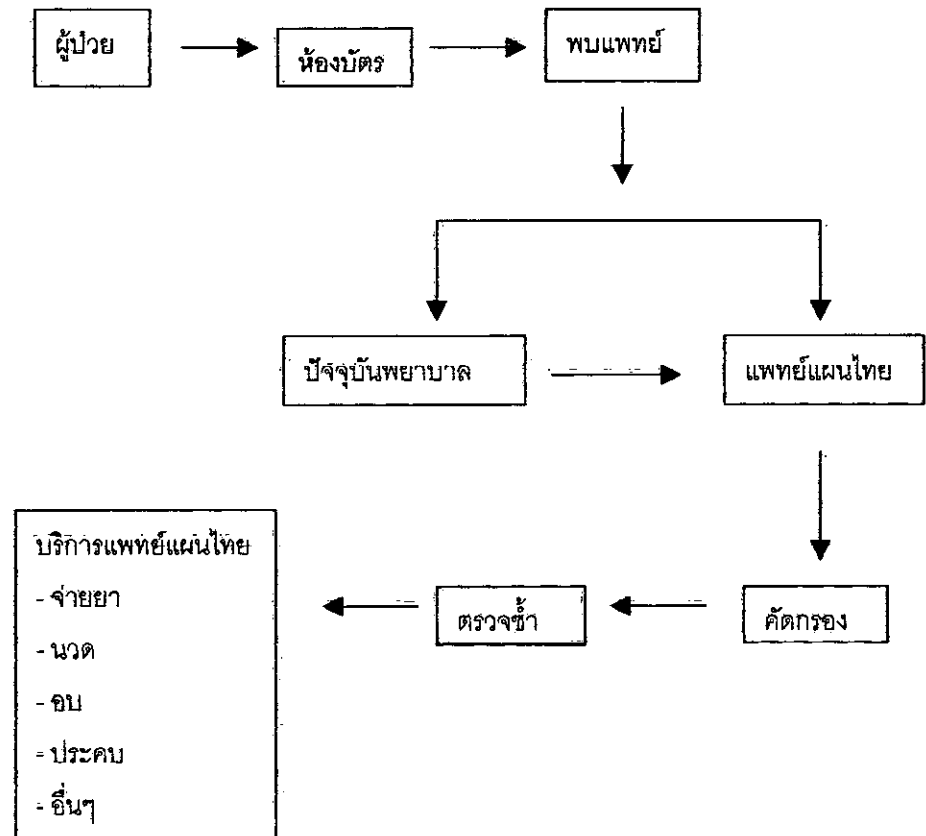 ผู้ป่วย
ห้องบัตร
พบแพทย์
ปัจจุบันพยาบาล
แพทย์แผนไทย
คัดกรอง
ตรวจซ้ำ
บริการแพทย์แผนไทย
- จ่ายยา
- นวด
- อบ
- ประคบ
- อื่นๆ